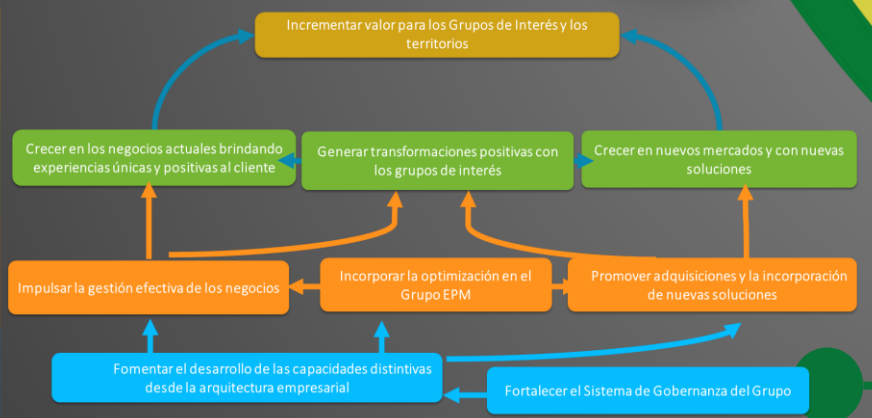 Incrementar valor para los Grupos de Interés y los
territorios
Crecer en los negocios actuales brindando
experiencias únicas y positivas al cliente
Generar transformaciones positivas con
los grupos de interés
Crecer en nuevos mercados y con nuevas
soluciones
Impulsar la gestión efectiva de los negocios
Incorporar la optimización en el
Grupo EPM
Promover adquisiciones y la incorporación
de nuevas soluciones
Fomentar el desarrollo de las capacidades distintivas
desde la arquitectura empresarial
Fortalecer el Sistema de Gobernanza del Grupo